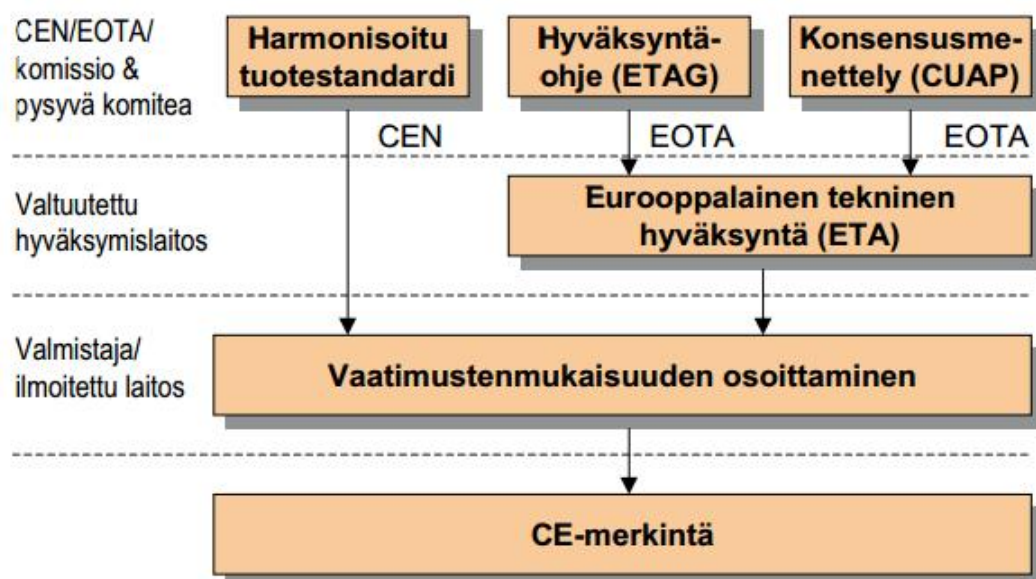 CEN/EOTA/
komissio &
pysyvä komitea
Harmonisoitu
tuotestandardi
Hyväksyntä-
ohje (ETAG)
Konsensusme-
nettely (CUAP)
CEN
EOTA
EOTA
Valtuutettu
hyväksymislaitos
Eurooppalainen tekninen
hyväksyntä (ETA)
Valmistaja/
ilmoitettu laitos
Vaatimustenmukaisuuden osoittaminen
CE-merkintä